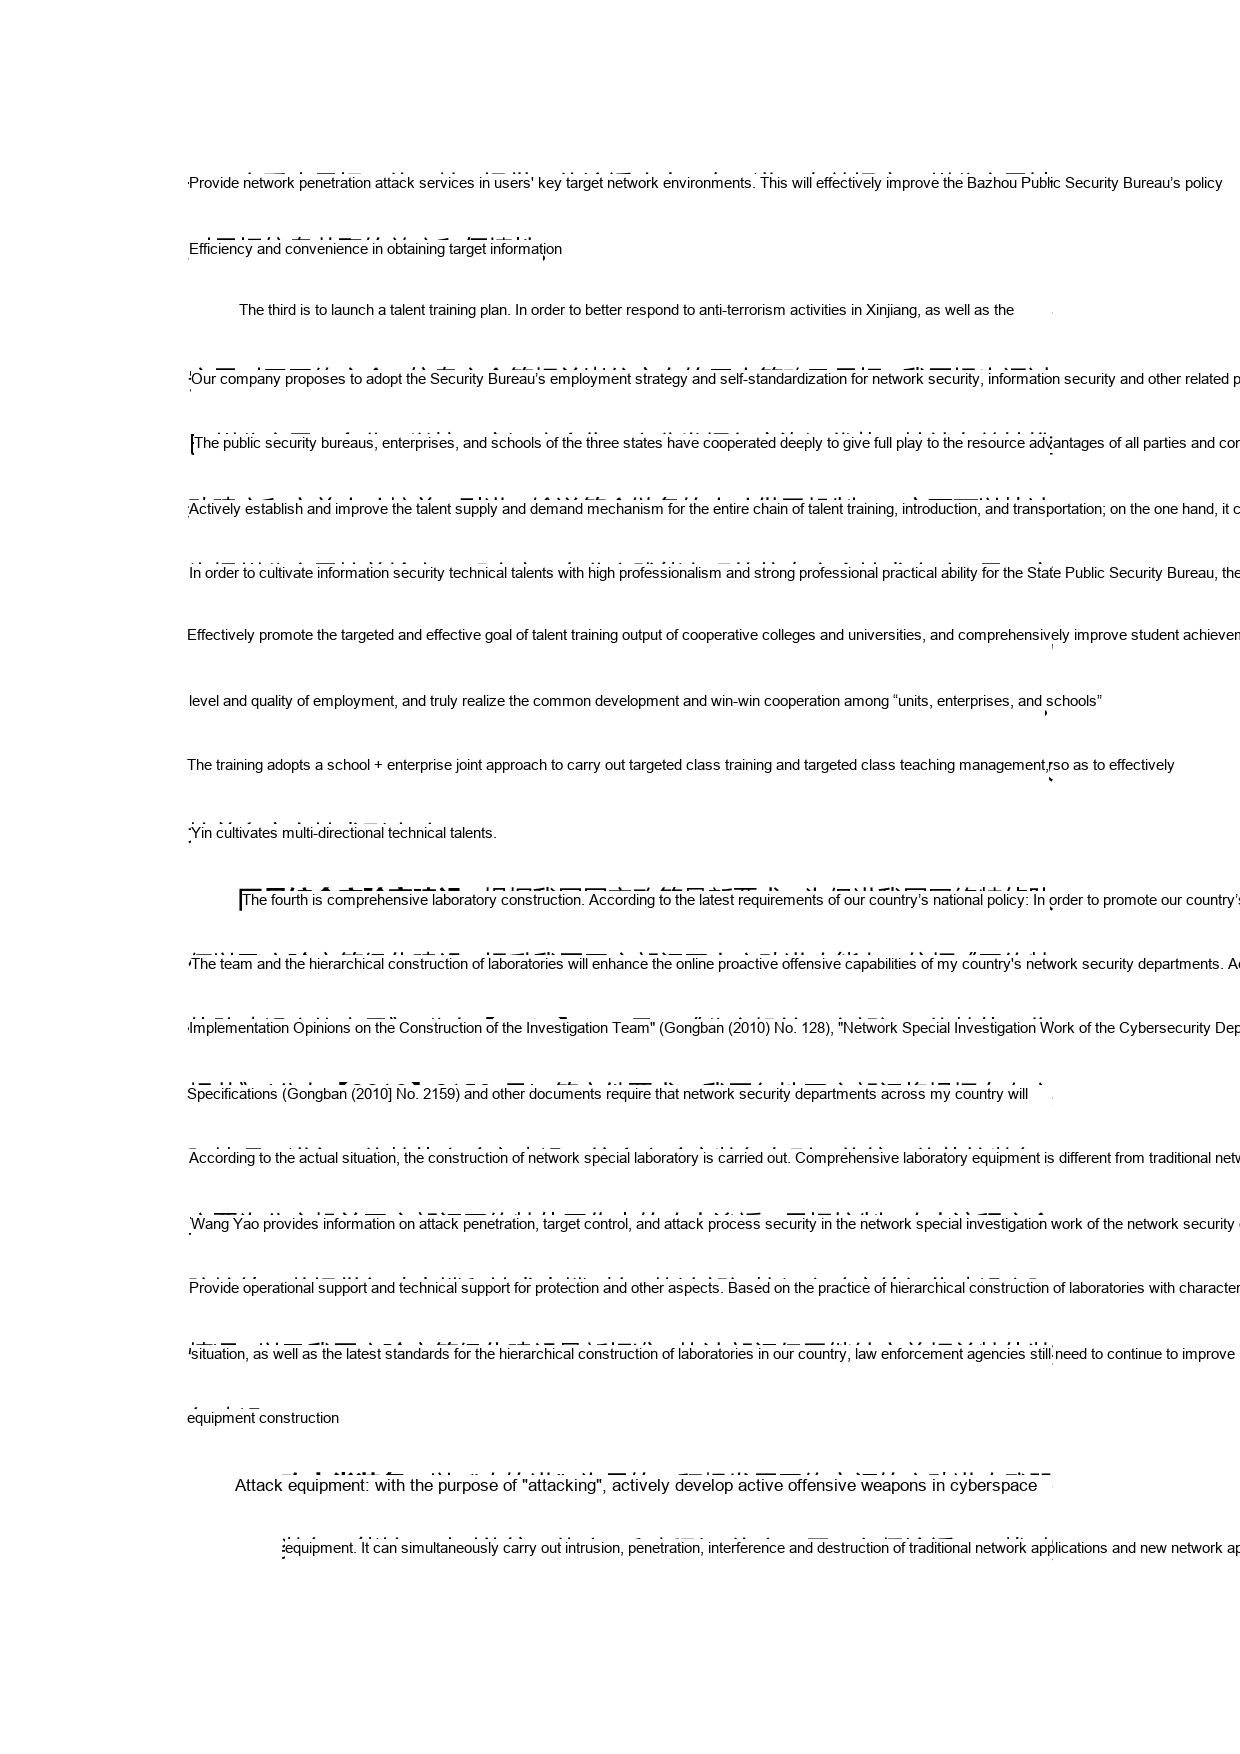 Provide network penetration attack services in users' key target network environments. This will effectively improve the Bazhou Public Security Bureau’s policy
Efficiency and convenience in obtaining target information
The third is to launch a talent training plan. In order to better respond to anti-terrorism activities in Xinjiang, as well as the
Our company proposes to adopt the Security Bureau’s employment strategy and self-standardization for network security, information security and other related
The public security bureaus, enterprises, and schools of the three states have cooperated deeply to give full play to the resource advantages of all parties and
Actively establish and improve the talent supply and demand mechanism for the entire chain of talent training, introduction, and transportation; on the one hand, it
In order to cultivate information security technical talents with high professionalism and strong professional practical ability for the State Public Security Bureau, the
Effectively promote the targeted and effective goal of talent training output of cooperative colleges and universities, and comprehensively improve student
level and quality of employment, and truly realize the common development and win-win cooperation among “units, enterprises, and schools”
The training adopts a school + enterprise joint approach to carry out targeted class training and targeted class teaching management, so as to effectively
Yin cultivates multi-directional technical talents.
The fourth is comprehensive laboratory construction. According to the latest requirements of our country’s national policy: In order to promote our country’s
The team and the hierarchical construction of laboratories will enhance the online proactive offensive capabilities of my country's network security departments.
Implementation Opinions on the Construction of the Investigation Team" (Gongban (2010) No. 128), "Network Special Investigation Work of the Cybersecurity
Specifications (Gongban (2010] No. 2159) and other documents require that network security departments across my country will
According to the actual situation, the construction of network special laboratory is carried out. Comprehensive laboratory equipment is different from traditional
Wang Yao provides information on attack penetration, target control, and attack process security in the network special investigation work of the network security
Provide operational support and technical support for protection and other aspects. Based on the practice of hierarchical construction of laboratories with
situation, as well as the latest standards for the hierarchical construction of laboratories in our country, law enforcement agencies still need to continue to improve
equipment construction
Attack equipment: with the purpose of "attacking", actively develop active offensive weapons in cyberspace
equipment. It can simultaneously carry out intrusion, penetration, interference and destruction of traditional network applications and new network